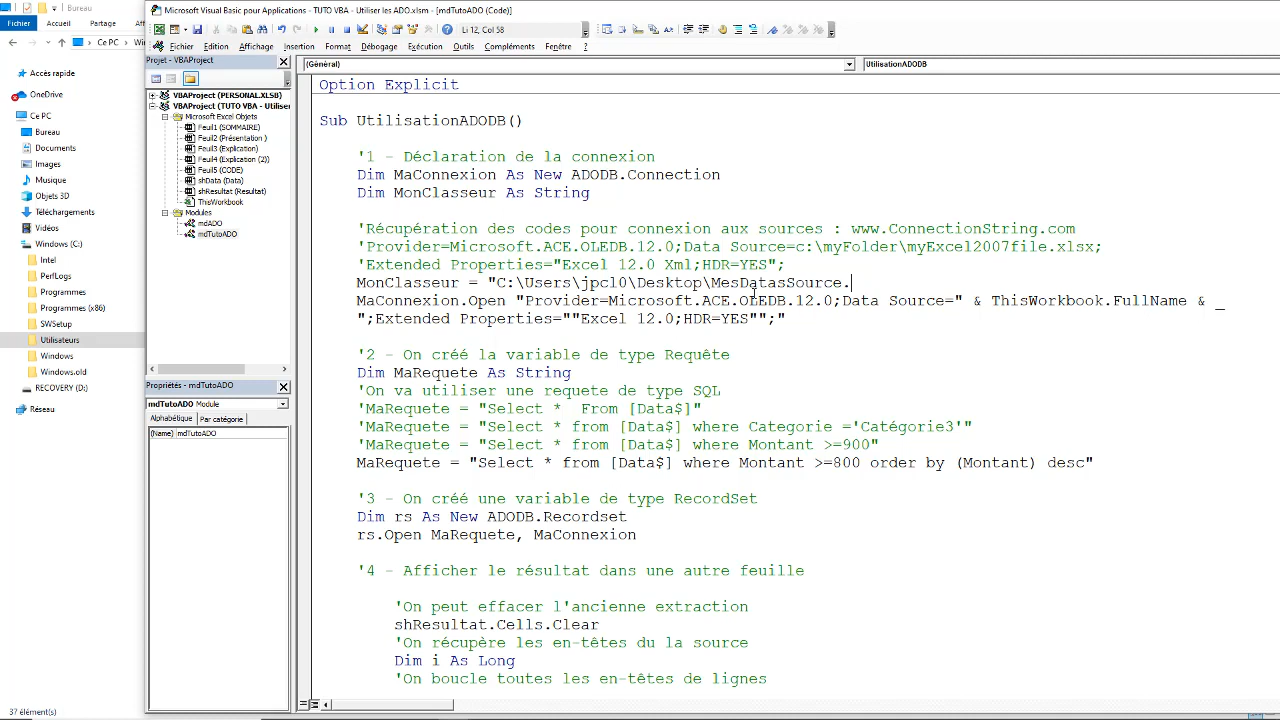 Bureau
Fichier Accueil Partage
Ce PC
Accès rapide
OneDrive
Ce PC
Bureau
Documents
Images
Musique
Objets 3D
Téléchargements
Vidéos
Windows (C:)
Intel
PerfLogs
Programmes
Programmes (x86)
SWSetup
Utilisateurs
Windows
Windows.old
RECOVERY (D:)
Réseau
37 élément(s)
Microsoft Visual Basic pour Applications - TUTO VBA - Utiliser les ADO.xlsm - [mdTutoADO (Code)]
Li 12, Col 58
Fichier Edition Affichage Insertion Format Débogage Exécution Outils Compléments Fenêtre ?
Projet - VBAProject
VBAProject (PERSONAL.XLSB)
VBAProject (TUTO VBA - Utiliser
Microsoft Excel Objets
Feuil1 (SOMMAIRE)
Feuil2 (Présentation )
Feuil3 (Explication)
Feuil4 (Explication (2))
Feuil5 (CODE)
shData (Data)
shResultat (Resultat)
ThisWorkbook
Modules
mdADO
mdTutoADO
Propriétés - mdTutoADO
mdTutoADO Module
Alphabétique Par catégorie
(Name) mdTutoADO
(Général) UtilisationADODB
Option Explicit
Sub UtilisationADODB()
'1 - Déclaration de la connexion
Dim MaConnexion As New ADODB.Connection
Dim MonClasseur As String
'Récupération des codes pour connexion aux sources : www.ConnectionString.com
'Provider=Microsoft.ACE.OLEDB.12.0;Data Source=c:\myFolder\myExcel2007file.xlsx;
'Extended Properties="Excel 12.0 Xml;HDR=YES";
MonClasseur = "C:\Users\jpcl0\Desktop\MesDatasSource.
MaConnexion.Open "Provider=Microsoft.ACE.OLEDB.12.0;Data Source=" & ThisWorkbook.FullName & _
";Extended Properties=""Excel 12.0;HDR=YES"";"
'2 - On créé la variable de type Requête
Dim MaRequete As String
'On va utiliser une requete de type SQL
'MaRequete = "Select *  From [Data$]"
'MaRequete = "Select * from [Data$] where Categorie ='Catégorie3'"
'MaRequete = "Select * from [Data$] where Montant >=900"
MaRequete = "Select * from [Data$] where Montant >=800 order by (Montant) desc"
'3 - On créé une variable de type RecordSet
Dim rs As New ADODB.Recordset
rs.Open MaRequete, MaConnexion
'4 - Afficher le résultat dans une autre feuille
'On peut effacer l'ancienne extraction
shResultat.Cells.Clear
'On récupère les en-têtes du la source
Dim i As Long
'On boucle toutes les en-têtes de lignes